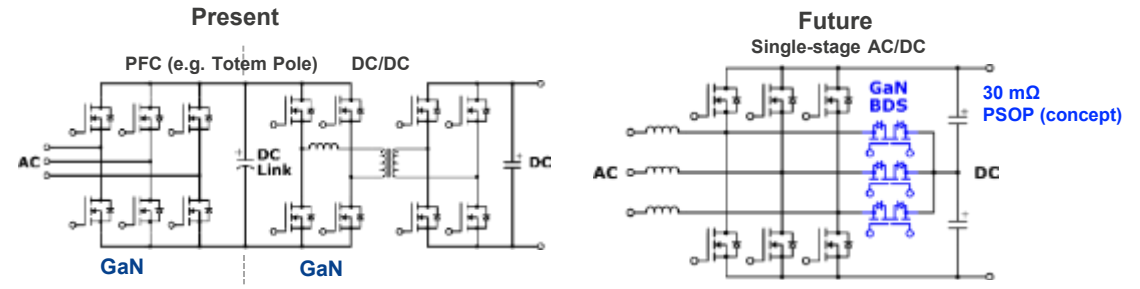 Present
PFC (e.g. Totem Pole)
DC/DC
AC
+
DC
Link
+
DC
GaN
GaN
Future
Single-stage AC/DC
GaN
BDS
30 mΩ
PSOP (concept)
+
AC
DC
+